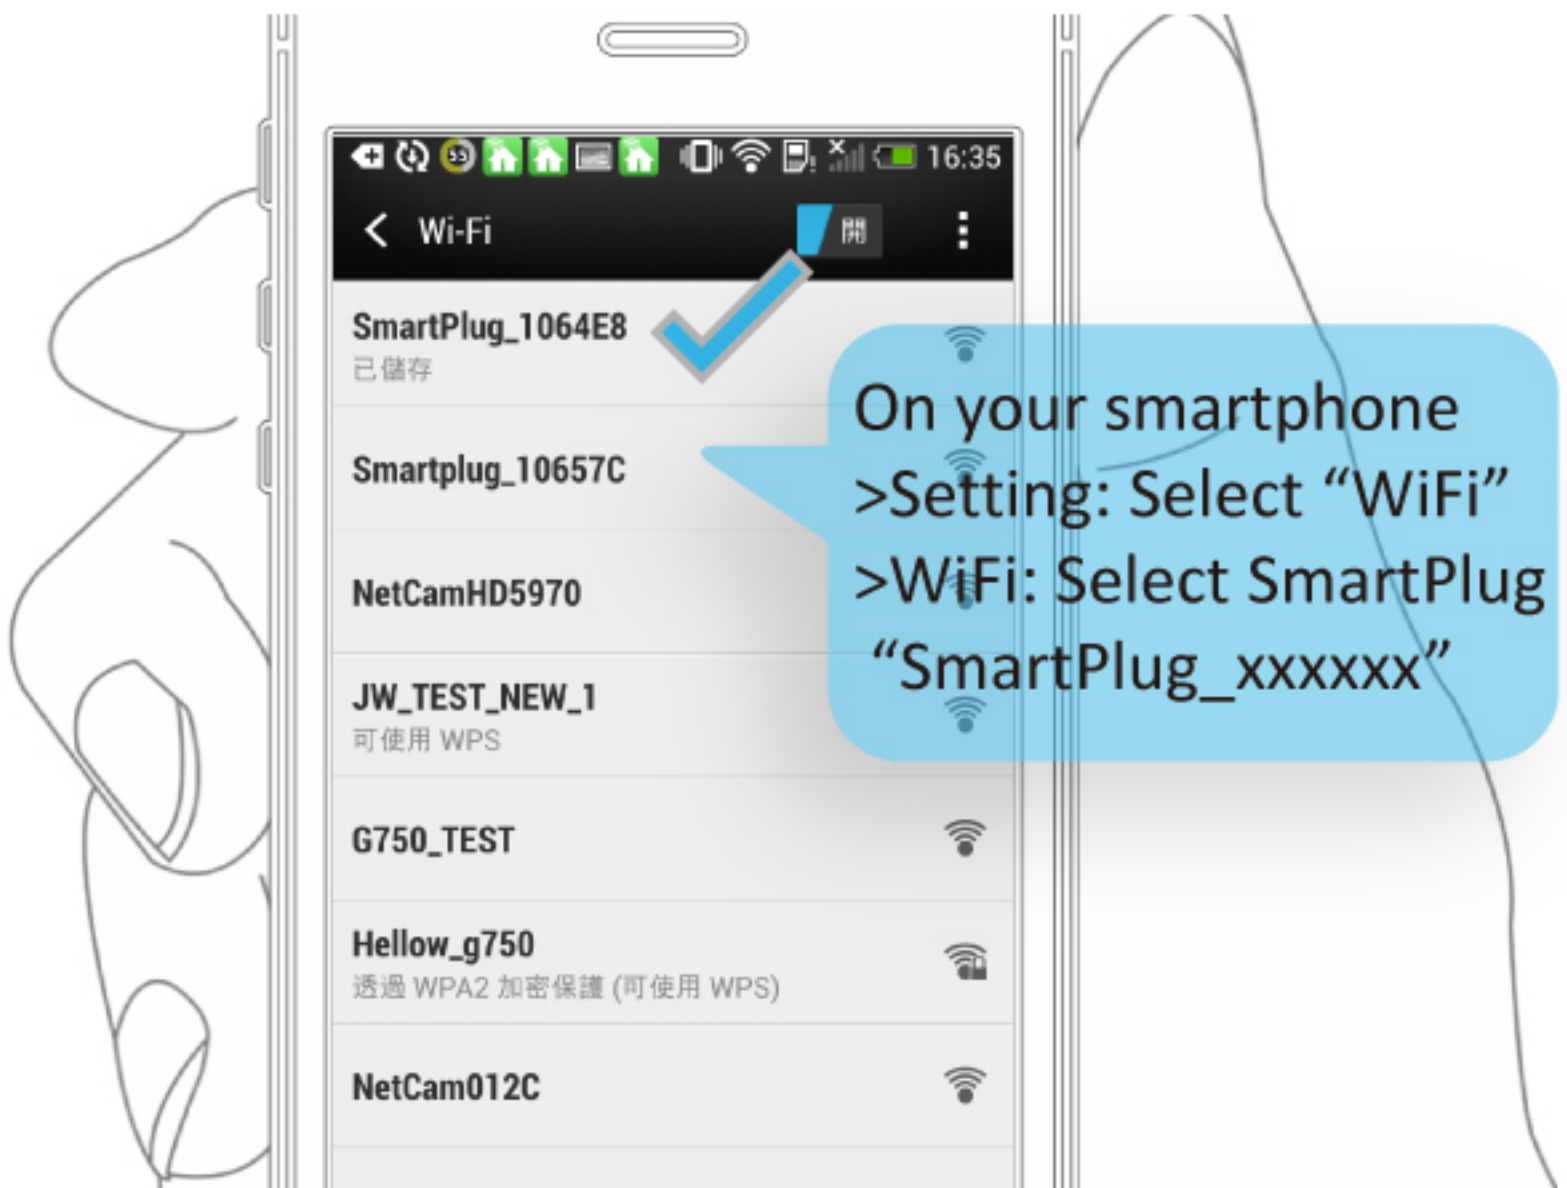 55
16:35
Wi-Fi
開
SmartPlug_1064E8
已儲存
Smartplug_10657C
NetCamHD5970
JW_TEST_NEW_1
可使用 WPS
G750_TEST
Hellow_g750
透過 WPA2 加密保護 (可使用 WPS)
NetCam012C
On your smartphone
>Setting: Select “WiFi”
>WiFi: Select SmartPlug
“SmartPlug_xxxxxx”